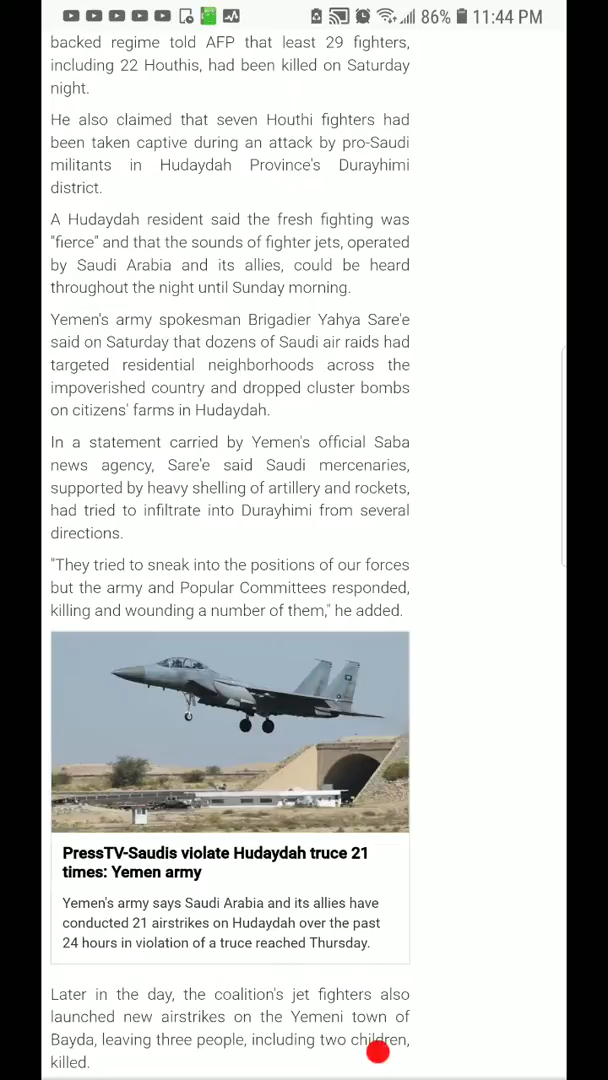 86% 11:44 PM
backed regime told AFP that least 29 fighters,
including 22 Houthis, had been killed on Saturday
night.
He also claimed that seven Houthi fighters had
been taken captive during an attack by pro-Saudi
militants in Hudaydah Province's Durayhimi
district.
A Hudaydah resident said the fresh fighting was
"fierce" and that the sounds of fighter jets, operated
by Saudi Arabia and its allies, could be heard
throughout the night until Sunday morning.
Yemen's army spokesman Brigadier Yahya Sare'e
said on Saturday that dozens of Saudi air raids had
targeted residential neighborhoods across the
impoverished country and dropped cluster bombs
on citizens' farms in Hudaydah.
In a statement carried by Yemen's official Saba
news agency, Sare'e said Saudi mercenaries,
supported by heavy shelling of artillery and rockets,
had tried to infiltrate into Durayhimi from several
directions.
"They tried to sneak into the positions of our forces
but the army and Popular Committees responded,
killing and wounding a number of them," he added.
PressTV-Saudis violate Hudaydah truce 21
times: Yemen army
Yemen's army says Saudi Arabia and its allies have
conducted 21 airstrikes on Hudaydah over the past
24 hours in violation of a truce reached Thursday.
Later in the day, the coalition's jet fighters also
launched new airstrikes on the Yemeni town of
Bayda, leaving three people, including two children,
killed.